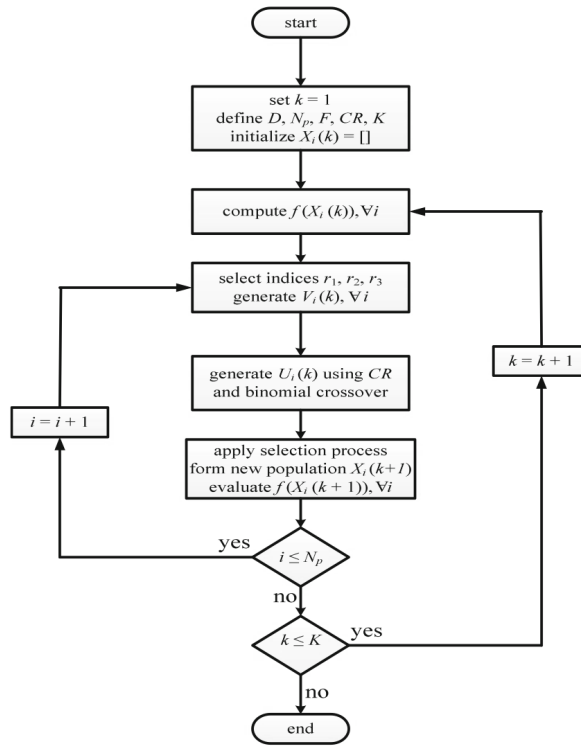 start
set k = 1
define D, Nₚ, F, CR, K
initialize Xᵢ (k) = []
compute f (Xᵢ (k)),∀i
select indices r₁, r₂, r₃
generate Vᵢ(k),∀ i
k = k + 1
generate Uᵢ(k) using CR
and binomial crossover
i = i + 1
apply selection process
form new population Xᵢ(k+1)
evaluate f(Xᵢ (k + 1)),∀i
yes
i ≤ Nₚ
no
k ≤ K
yes
no
end